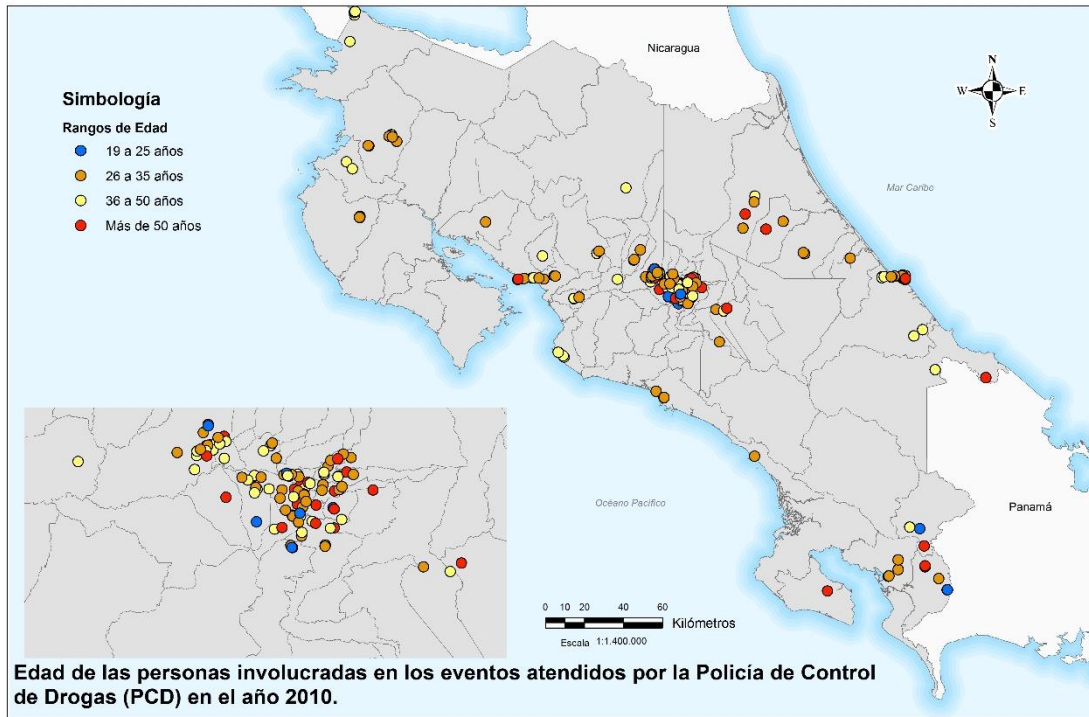 Nicaragua
N
W E
S
Simbología
Rangos de Edad
19 a 25 años
26 a 35 años
36 a 50 años
Más de 50 años
Mar Caribe
Océano Pacifico
Panamá
0 10 20 40 60
Kilómetros
Escala 1:1.400.000
Edad de las personas involucradas en los eventos atendidos por la Policía de Control
de Drogas (PCD) en el año 2010.